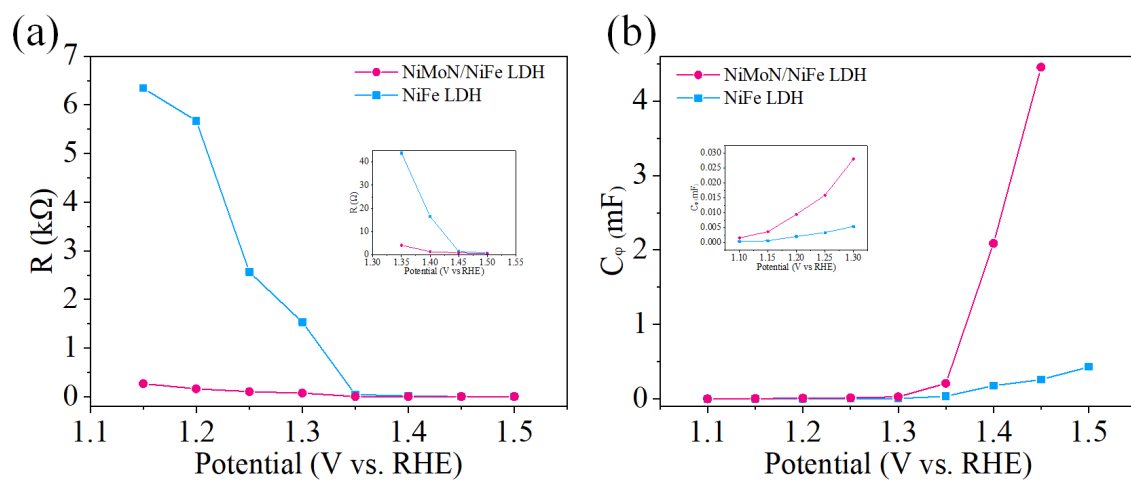 (a)
R (kΩ)
7
6
5
4
3
2
1
0
NiMoN/NiFe LDH
NiFe LDH
R (Ω)
40
30
20
10
0
1.30 1.35 1.40 1.45 1.50 1.55
Potential (V vs RHE)
1.1 1.2 1.3 1.4 1.5
Potential (V vs. RHE)
(b)
Cφ (mF)
4
3
2
1
0
NiMoN/NiFe LDH
NiFe LDH
Cφ (mF)
0.030
0.025
0.020
0.015
0.010
0.005
0.000
1.10 1.15 1.20 1.25 1.30
Potential (V vs RHE)
1.1 1.2 1.3 1.4 1.5
Potential (V vs. RHE)